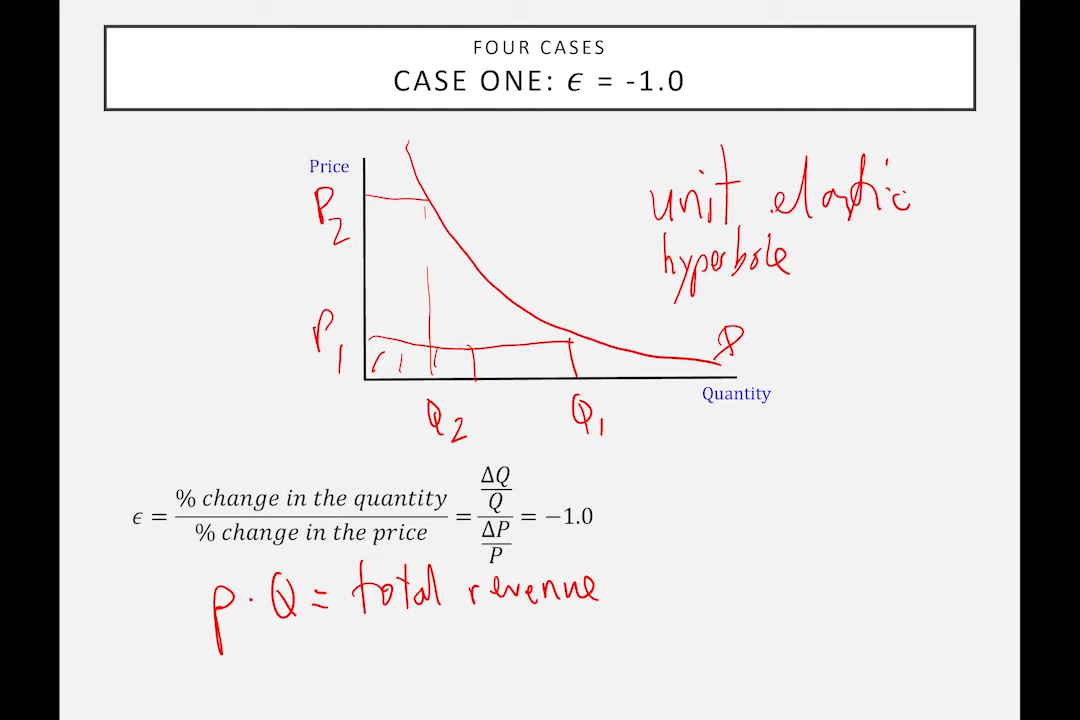 FOUR CASES
CASE ONE: ϵ = -1.0
Price
P2
unit elastic
hyperbole
P1
D
Quantity
Q2 Q1
ϵ = % change in the quantity / % change in the price = ΔQ/Q / ΔP/P = −1.0
P · Q = total revenue